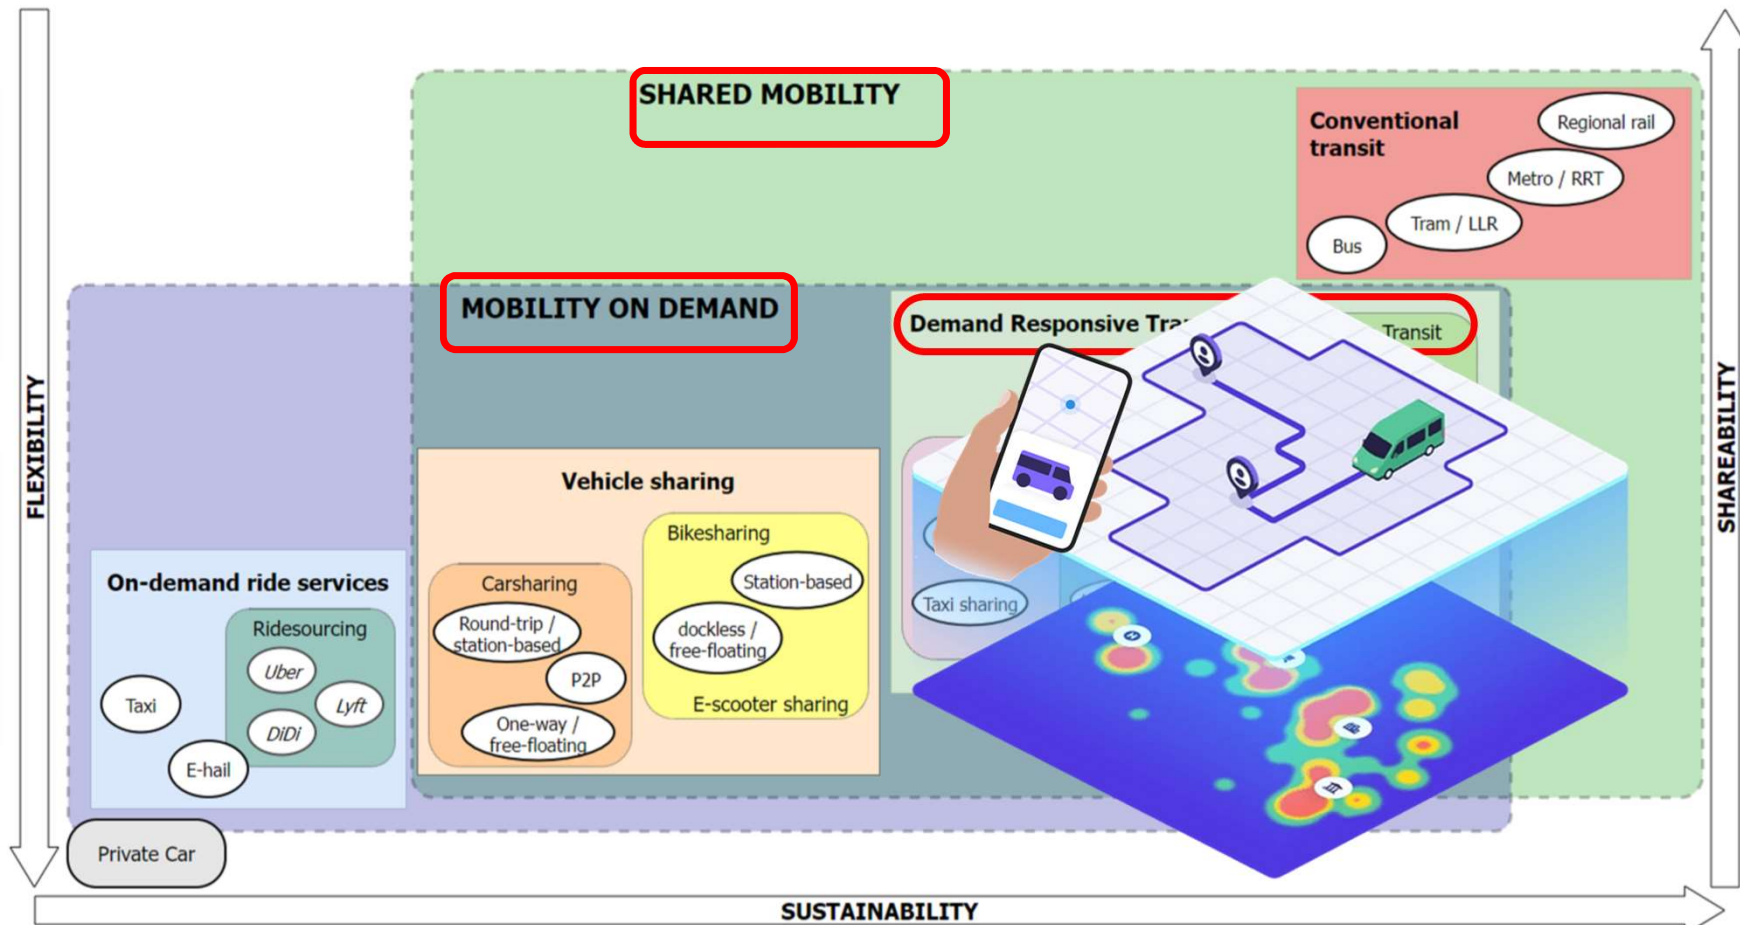 SHARED MOBILITY
Conventional
transit
Regional rail
Metro / RRT
Tram / LLR
Bus
MOBILITY ON DEMAND
Demand Responsive
Transit
FLEXIBILITY
SHAREABILITY
Vehicle sharing
Bikesharing
Station-based
dockless /
free-floating
E-scooter sharing
Carsharing
Round-trip /
station-based
P2P
One-way /
free-floating
On-demand ride services
Ridesourcing
Uber
Lyft
DiDi
Taxi
E-hail
Taxi sharing
Private Car
SUSTAINABILITY